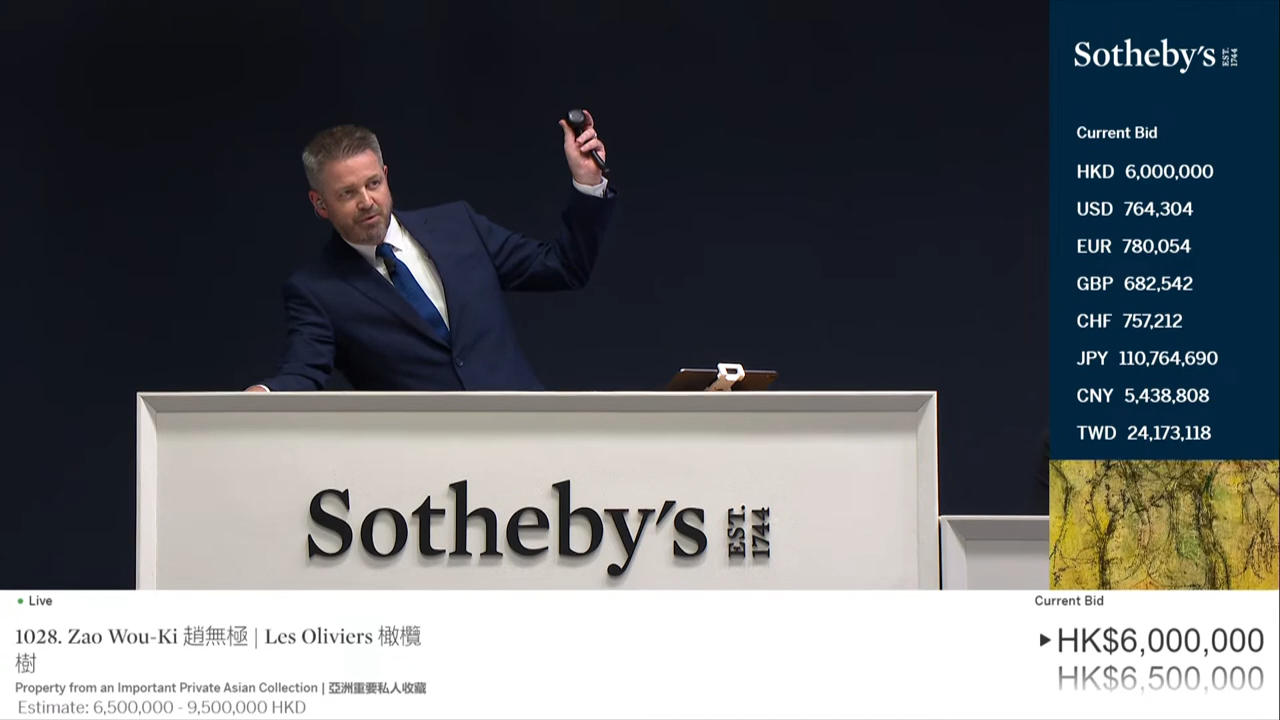 Sotheby's EST. 1744
Current Bid
HKD 6,000,000
USD 764,304
EUR 780,054
GBP 682,542
CHF 757,212
JPY 110,764,690
CNY 5,438,808
TWD 24,173,118
Sotheby's EST. 1744
Live
1028. Zao Wou-Ki 趙無極 | Les Oliviers 橄欖
樹
Property from an Important Private Asian Collection | 亞洲重要私人收藏
Estimate: 6,500,000 - 9,500,000 HKD
Current Bid
HK$6,000,000
HK$6,500,000